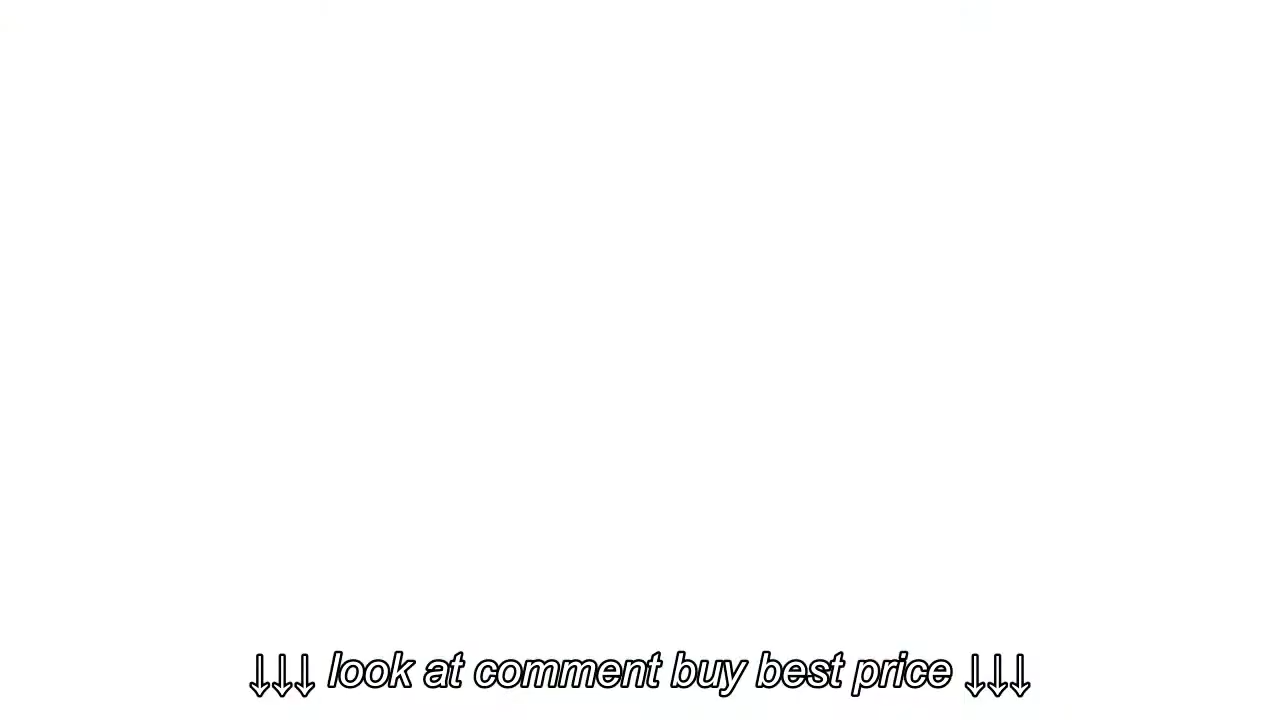 ↓↓↓ look at comment buy best price ↓↓↓